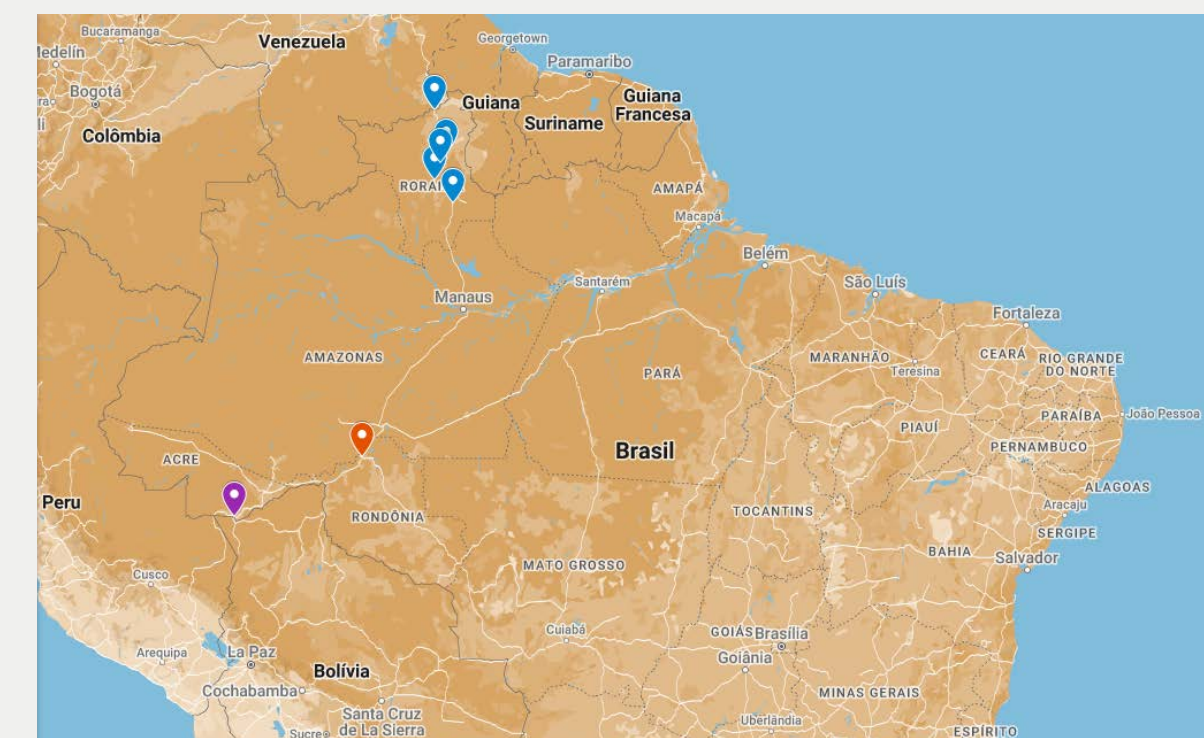 Bucaramanga
Venezuela
Georgetown
Medelín
Paramaribo
Bogotá
Guiana
Guiana
Francesa
Suriname
Colômbia
AMAPÁ
Macapá
Belém
São Luís
Santarém
Manaus
Fortaleza
AMAZONAS
MARANHÃO
CEARÁ
RIO GRANDE
DO NORTE
PARÁ
Teresina
João Pessoa
PARAÍBA
PIAUÍ
Brasil
PERNAMBUCO
ACRE
ALAGOAS
Peru
Aracaju
TOCANTINS
RONDÔNIA
SERGIPE
BAHIA
Salvador
MATO GROSSO
Cusco
Cuiabá
GOIÁS
Brasília
Arequipa
La Paz
Goiânia
Bolívia
Cochabamba
MINAS GERAIS
Santa Cruz
de La Sierra
Uberlândia
Sucre
ESPÍRITO